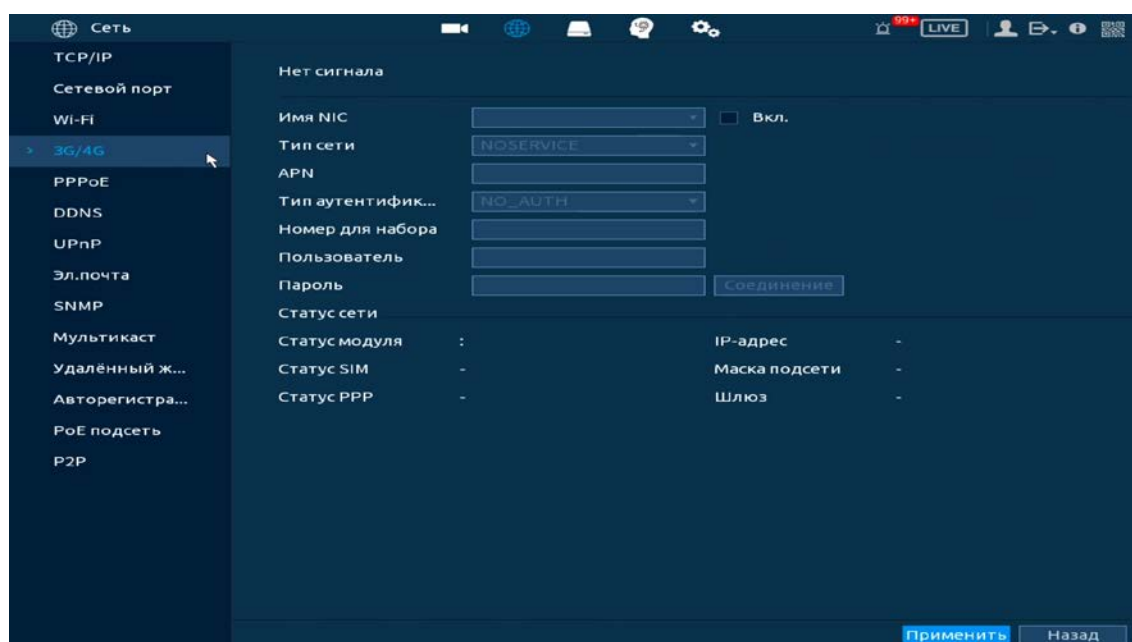 Сеть
99+
LIVE
TCP/IP
Сетевой порт
Wi-Fi
> 3G/4G
PPPoE
DDNS
UPnP
Эл.почта
SNMP
Мультикаст
Удалённый ж...
Авторегистра...
PoE подсеть
P2P
Нет сигнала
Имя NIC
Вкл.
Тип сети NOSERVICE
APN
Тип аутентифик... NO_AUTH
Номер для набора
Пользователь
Пароль Соединение
Статус сети
Статус модуля : IP-адрес -
Статус SIM - Маска подсети -
Статус PPP - Шлюз -
Применить Назад